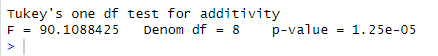 Tukey's one df test for additivity
F = 90.1088425   Denom df = 8    p-value = 1.25e-05
>